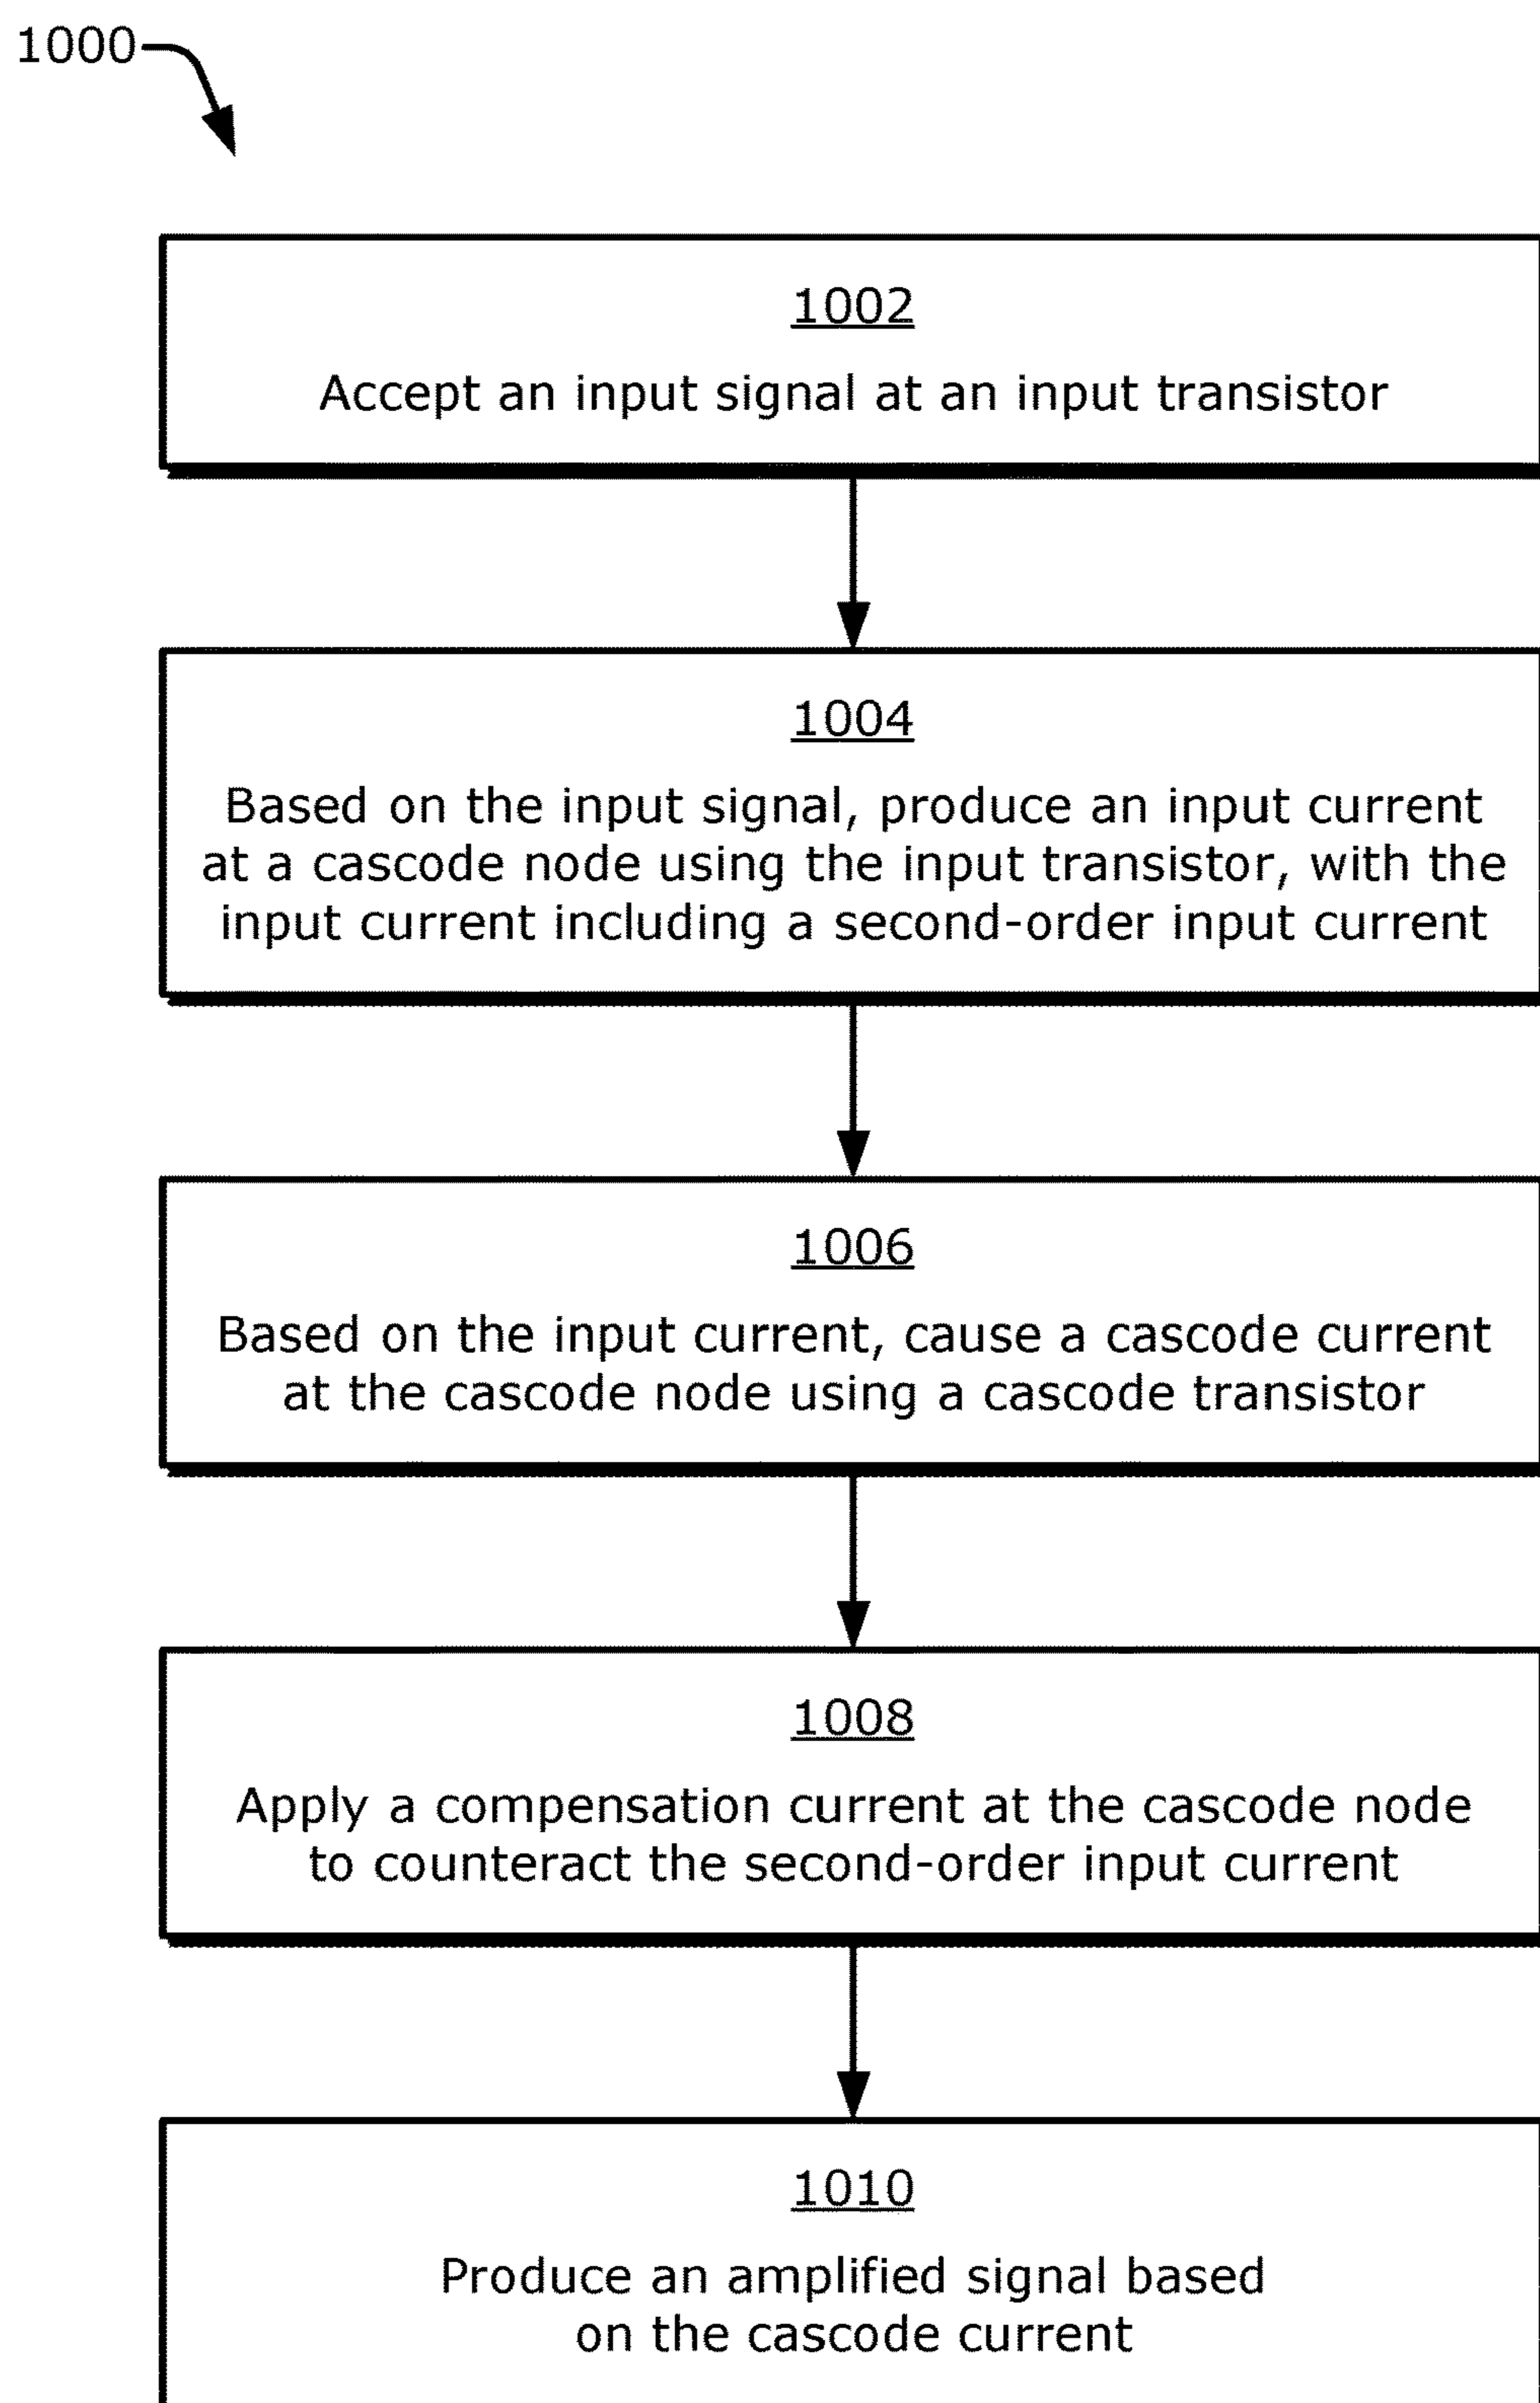 1000
1002
Accept an input signal at an input transistor
1004
Based on the input signal, produce an input current
at a cascode node using the input transistor, with the
input current including a second-order input current
1006
Based on the input current, cause a cascode current
at the cascode node using a cascode transistor
1008
Apply a compensation current at the cascode node
to counteract the second-order input current
1010
Produce an amplified signal based
on the cascode current